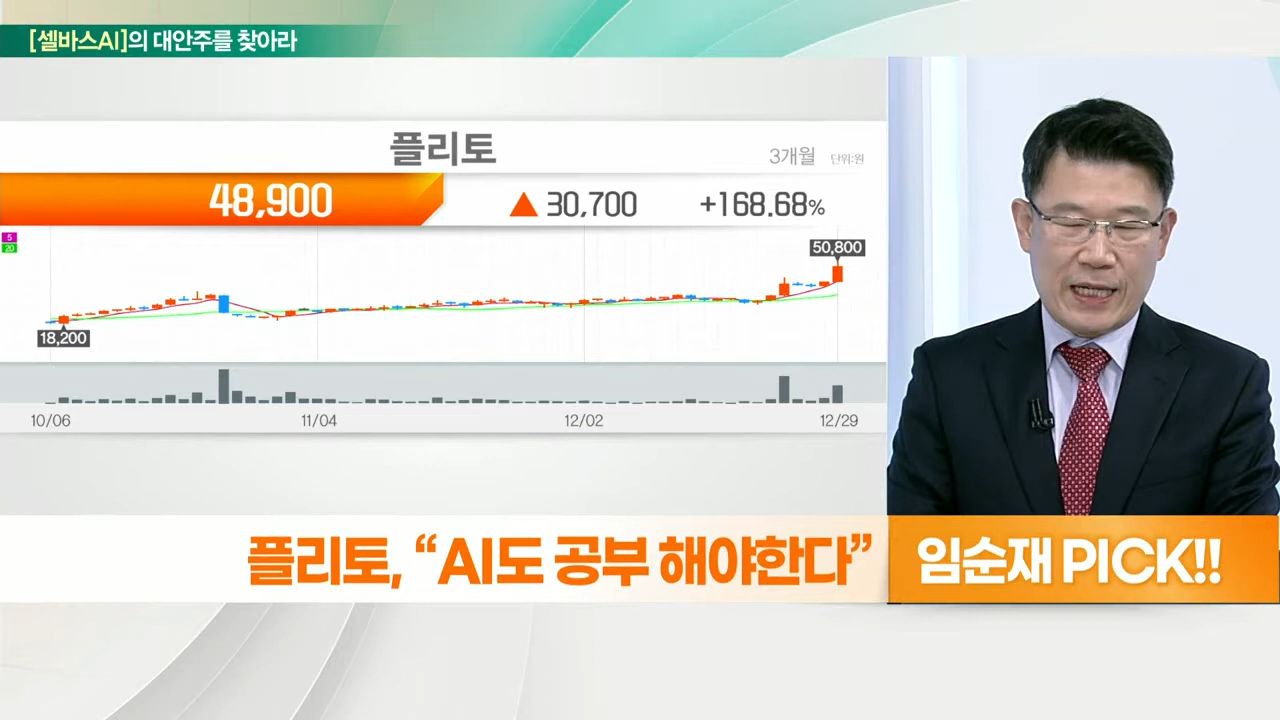 [셀바스AI]의 대안주를 찾아라
플리토
3개월 단위:원
48,900 ▲ 30,700 +168.68%
5
20
50,800
18,200
10/06 11/04 12/02 12/29
플리토, “AI도 공부 해야한다”
임순재 PICK!!